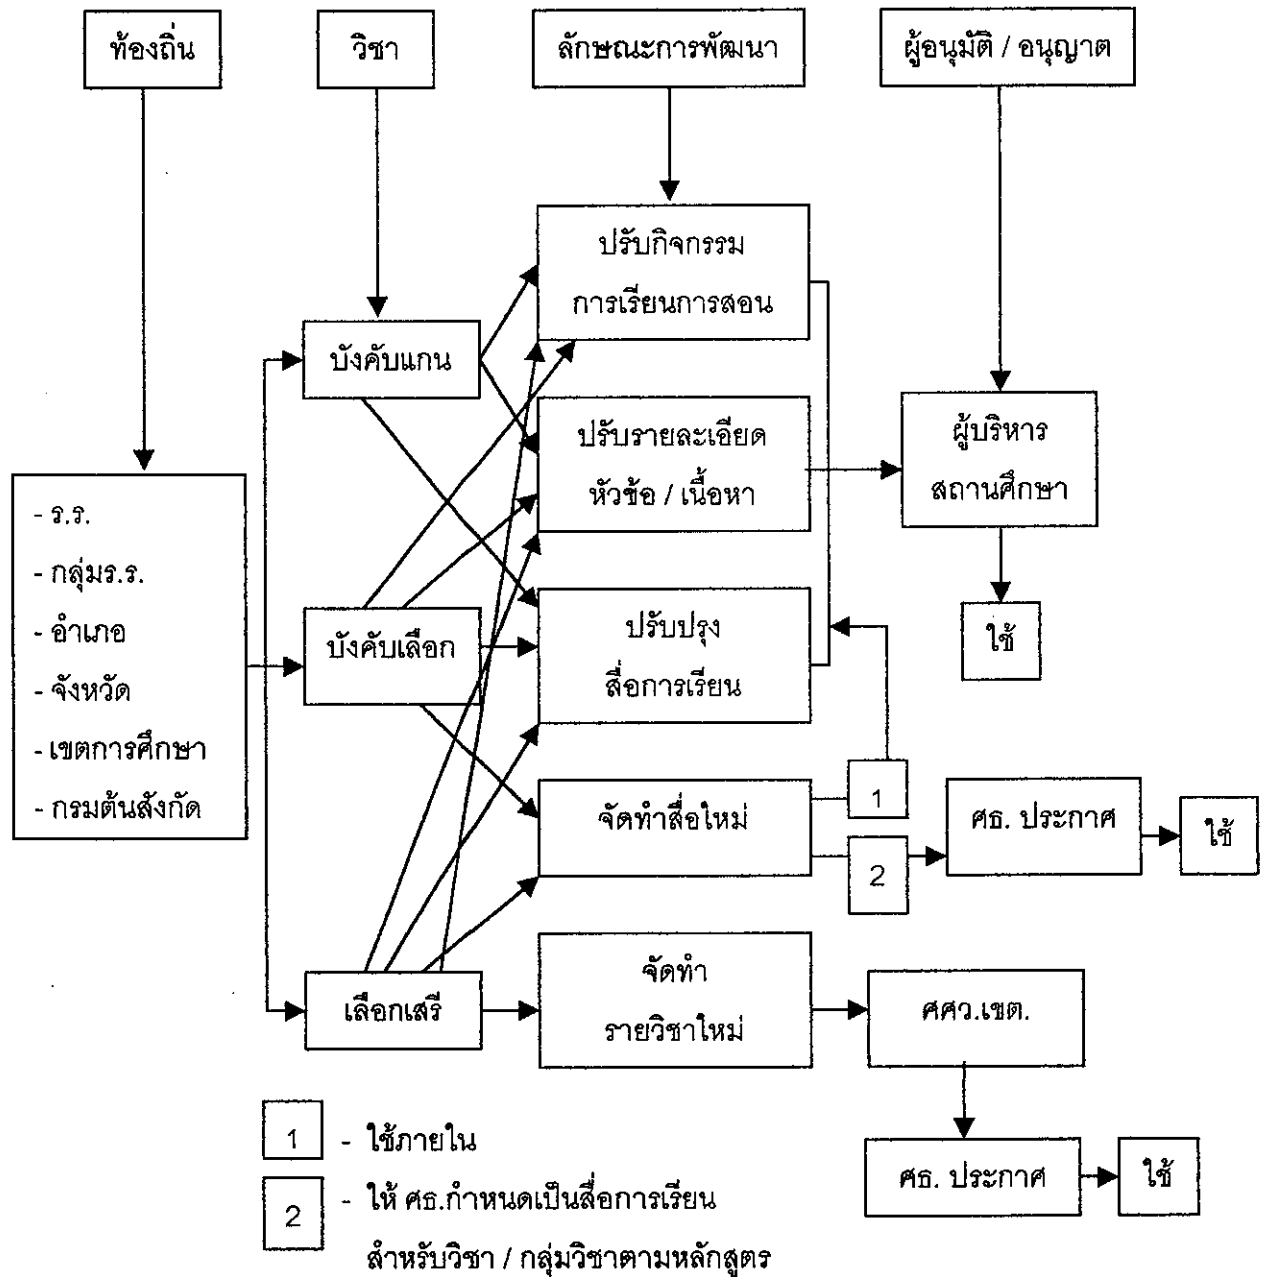 ท้องถิ่น
วิชา
ลักษณะการพัฒนา
ผู้อนุมัติ / อนุญาต
ปรับกิจกรรม
การเรียนการสอน
บังคับแกน
ปรับรายละเอียด
หัวข้อ / เนื้อหา
ผู้บริหาร
สถานศึกษา
- ร.ร.
- กลุ่มร.ร.
- อำเภอ
- จังหวัด
- เขตการศึกษา
- กรมต้นสังกัด
บังคับเลือก
ปรับปรุง
สื่อการเรียน
ใช้
จัดทำสื่อใหม่
1
2
ศธ. ประกาศ
ใช้
เลือกเสรี
จัดทำ
รายวิชาใหม่
ศศว.เขต.
ศธ. ประกาศ
ใช้
1 - ใช้ภายใน
2 - ให้ ศธ.กำหนดเป็นสื่อการเรียน
สำหรับวิชา / กลุ่มวิชาตามหลักสูตร